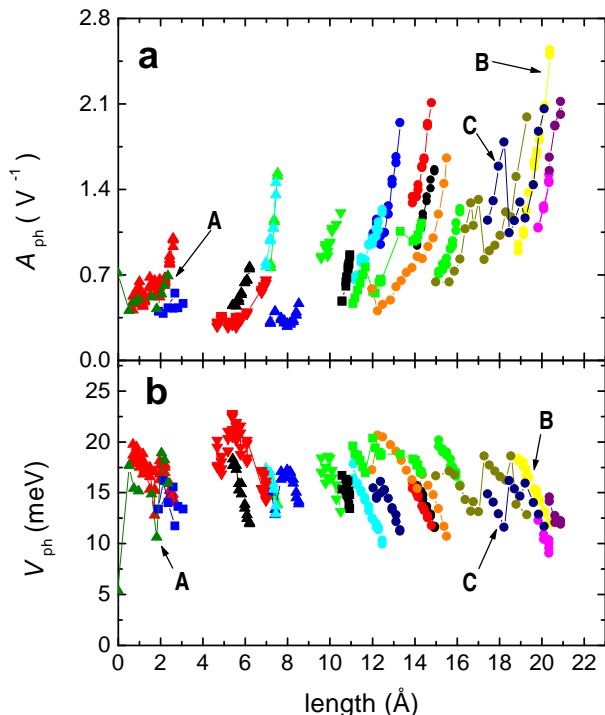 2.8
a
B
2.1
C
1.4
A
A_ph ( V^-1)
0.7
0.0
b
25
B
20
15
V_ph (meV)
10
A
C
5
0
0 2 4 6 8 10 12 14 16 18 20 22
length (Å)